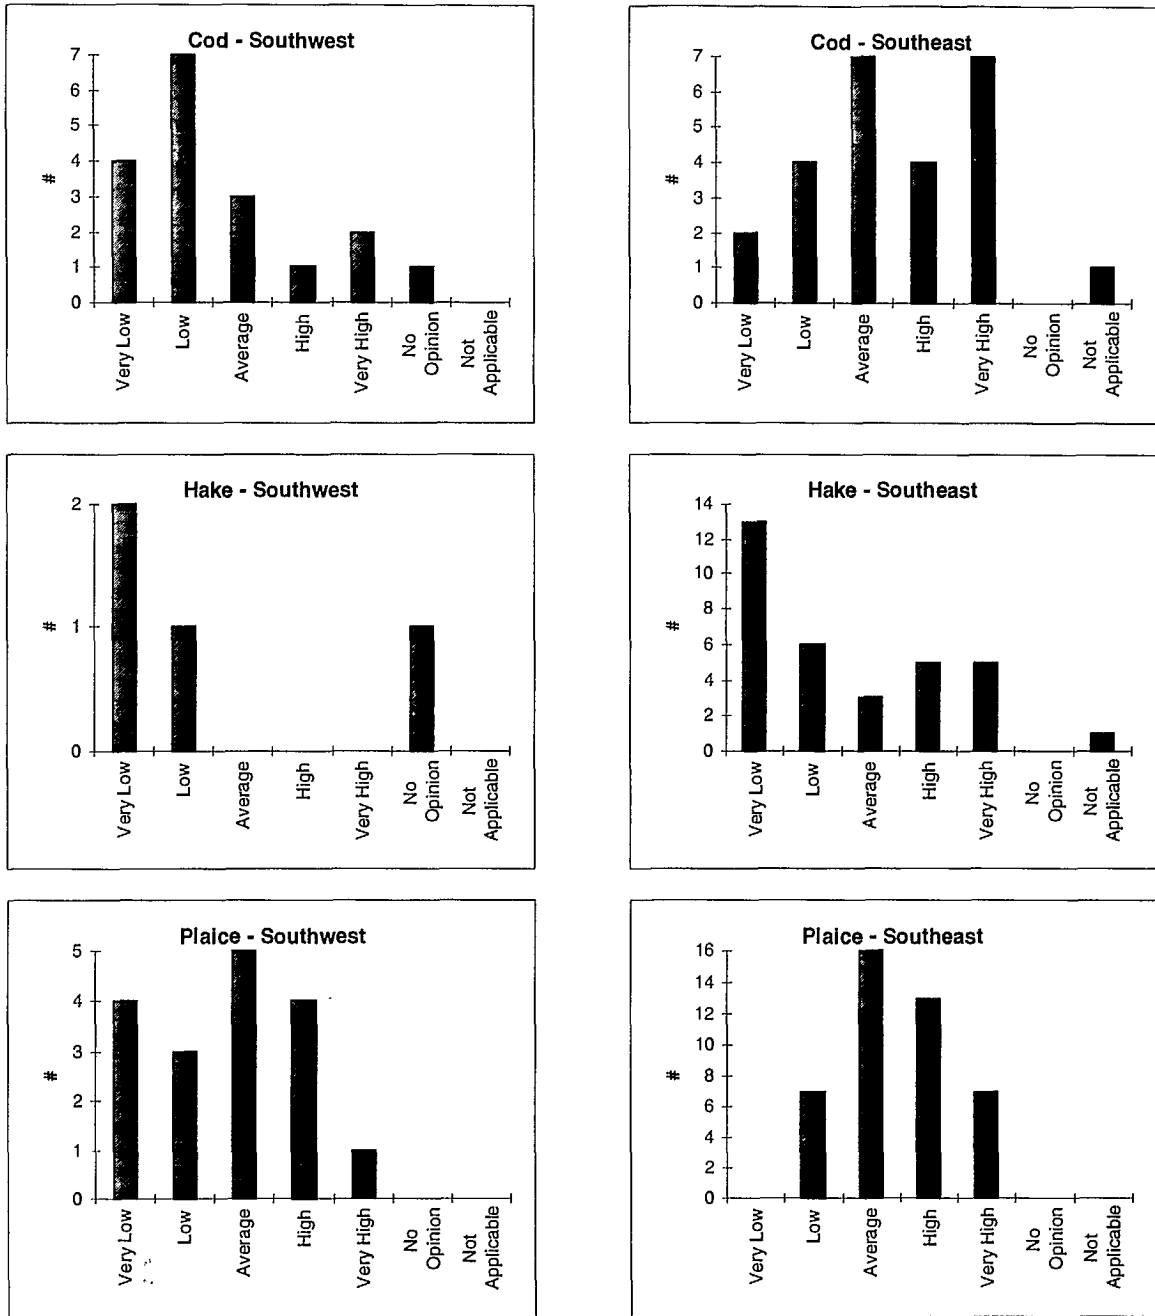 Cod - Southwest
7
6
5
4
3
2
1
0
#
Very Low
Low
Average
High
Very High
No
Opinion
Not
Applicable
Cod - Southeast
7
6
5
4
3
2
1
0
#
Very Low
Low
Average
High
Very High
No
Opinion
Not
Applicable
Hake - Southwest
2
1
0
#
Very Low
Low
Average
High
Very High
No
Opinion
Not
Applicable
Hake - Southeast
14
12
10
8
6
4
2
0
#
Very Low
Low
Average
High
Very High
No
Opinion
Not
Applicable
Plaice - Southwest
5
4
3
2
1
0
#
Very Low
Low
Average
High
Very High
No
Opinion
Not
Applicable
Plaice - Southeast
16
14
12
10
8
6
4
2
0
#
Very Low
Low
Average
High
Very High
No
Opinion
Not
Applicable